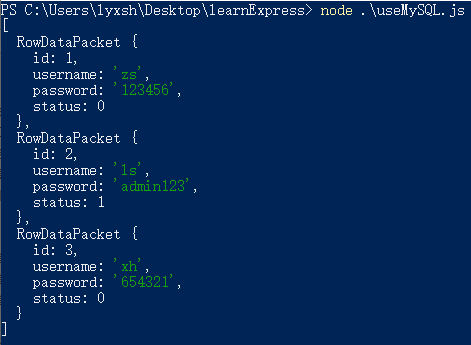 PS C:\Users\lyxsh\Desktop\learnExpress> node .\useMySQL.js
[
  RowDataPacket {
    id: 1,
    username: 'zs',
    password: '123456',
    status: 0
  },
  RowDataPacket {
    id: 2,
    username: 'ls',
    password: 'admin123',
    status: 1
  },
  RowDataPacket {
    id: 3,
    username: 'xh',
    password: '654321',
    status: 0
  }
]